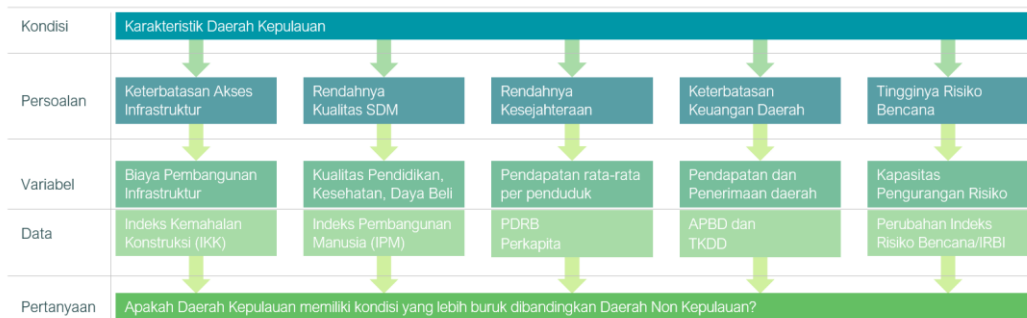 Kondisi
Karakteristik Daerah Kepulauan
Persoalan
Keterbatasan Akses
Infrastruktur
Rendahnya
Kualitas SDM
Rendahnya
Kesejahteraan
Keterbatasan
Keuangan Daerah
Tingginya Risiko
Bencana
Variabel
Biaya Pembangunan
Infrastruktur
Kualitas Pendidikan,
Kesehatan, Daya Beli
Pendapatan rata-rata
per penduduk
Pendapatan dan
Penerimaan daerah
Kapasitas
Pengurangan Risiko
Data
Indeks Kemahalan
Konstruksi (IKK)
Indeks Pembangunan
Manusia (IPM)
PDRB
Perkapita
APBD dan
TKDD
Perubahan Indeks
Risiko Bencana/IRBI
Pertanyaan
Apakah Daerah Kepulauan memiliki kondisi yang lebih buruk dibandingkan Daerah Non Kepulauan?